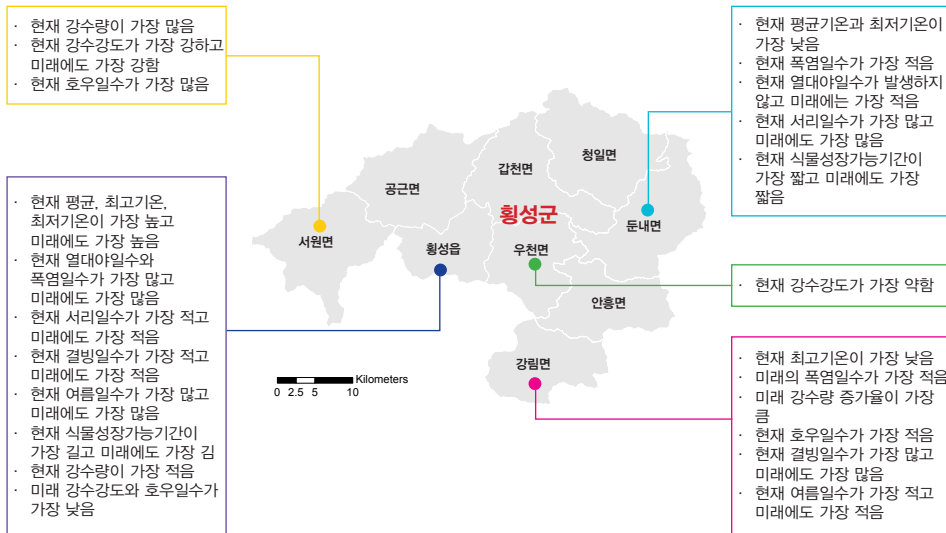 · 현재 강수량이 가장 많음
· 현재 강수강도가 가장 강하고
미래에도 가장 강함
· 현재 호우일수가 가장 많음
· 현재 평균기온과 최저기온이
가장 낮음
· 현재 폭염일수가 가장 적음
· 현재 열대야일수가 발생하지
않고 미래에는 가장 적음
· 현재 서리일수가 가장 많고
미래에도 가장 많음
· 현재 식물성장가능기간이
가장 짧고 미래에도 가장
짧음
· 현재 평균, 최고기온,
최저기온이 가장 높고
미래에도 가장 높음
· 현재 열대야일수와
폭염일수가 가장 많고
미래에도 가장 많음
· 현재 서리일수가 가장 적고
미래에도 가장 적음
· 현재 결빙일수가 가장 적고
미래에도 가장 적음
· 현재 여름일수가 가장 많고
미래에도 가장 많음
· 현재 식물성장가능기간이
가장 길고 미래에도 가장 김
· 현재 강수량이 가장 적음
· 미래 강수강도와 호우일수가
가장 낮음
청일면
갑천면
공근면
횡성군
둔내면
서원면
횡성읍
우천면
안흥면
강림면
Kilometers
0 2.5 5 10
· 현재 강수강도가 가장 약함
· 현재 최고기온이 가장 낮음
· 미래의 폭염일수가 가장 적음
· 미래 강수량 증가율이 가장
큼
· 현재 호우일수가 가장 적음
· 현재 결빙일수가 가장 많고
미래에도 가장 많음
· 현재 여름일수가 가장 적고
미래에도 가장 적음